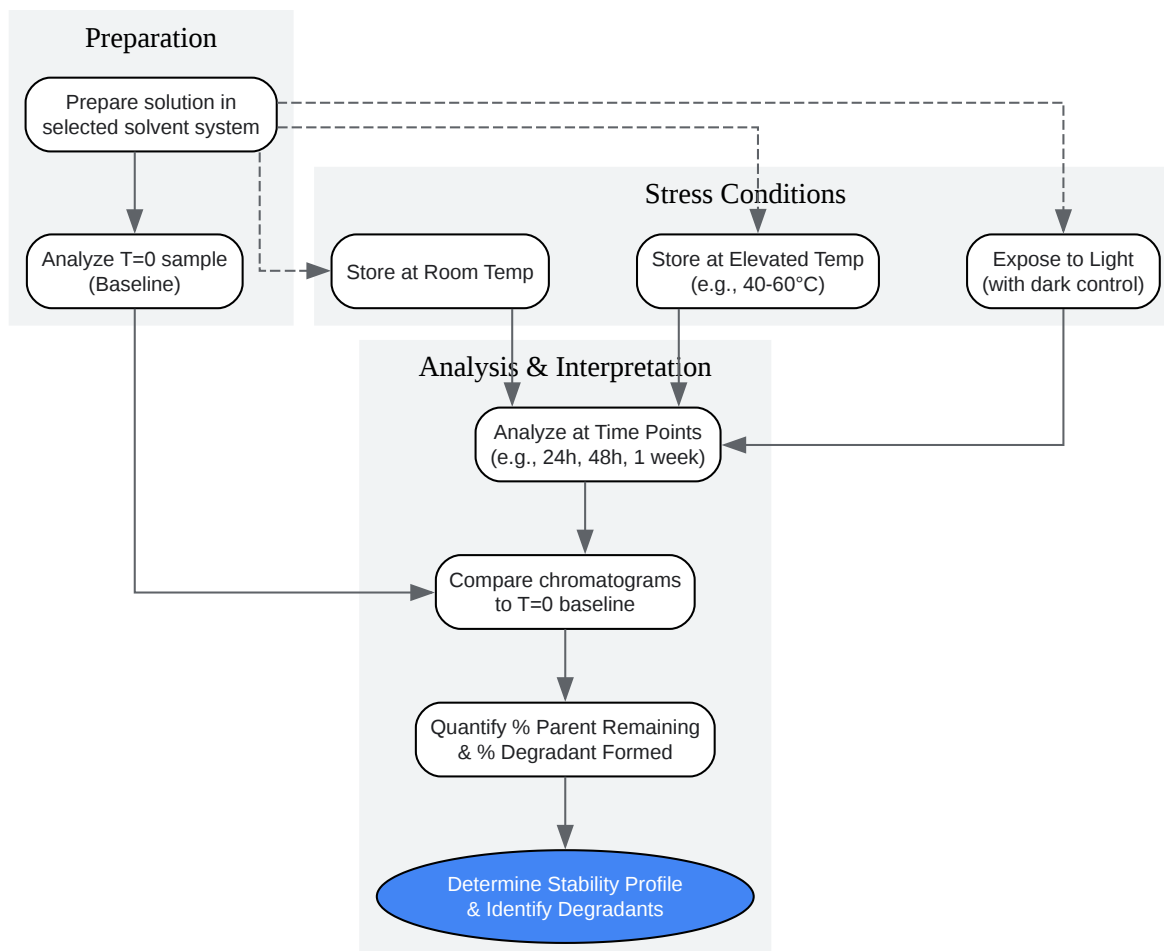 Preparation
Prepare solution in
selected solvent system
Stress Conditions
Analyze T=0 sample
(Baseline)
Store at Room Temp
Store at Elevated Temp
(e.g., 40-60°C)
Expose to Light
(with dark control)
Analysis & Interpretation
Analyze at Time Points
(e.g., 24h, 48h, 1 week)
Compare chromatograms
to T=0 baseline
Quantify % Parent Remaining
& % Degradant Formed
Determine Stability Profile
& Identify Degradants